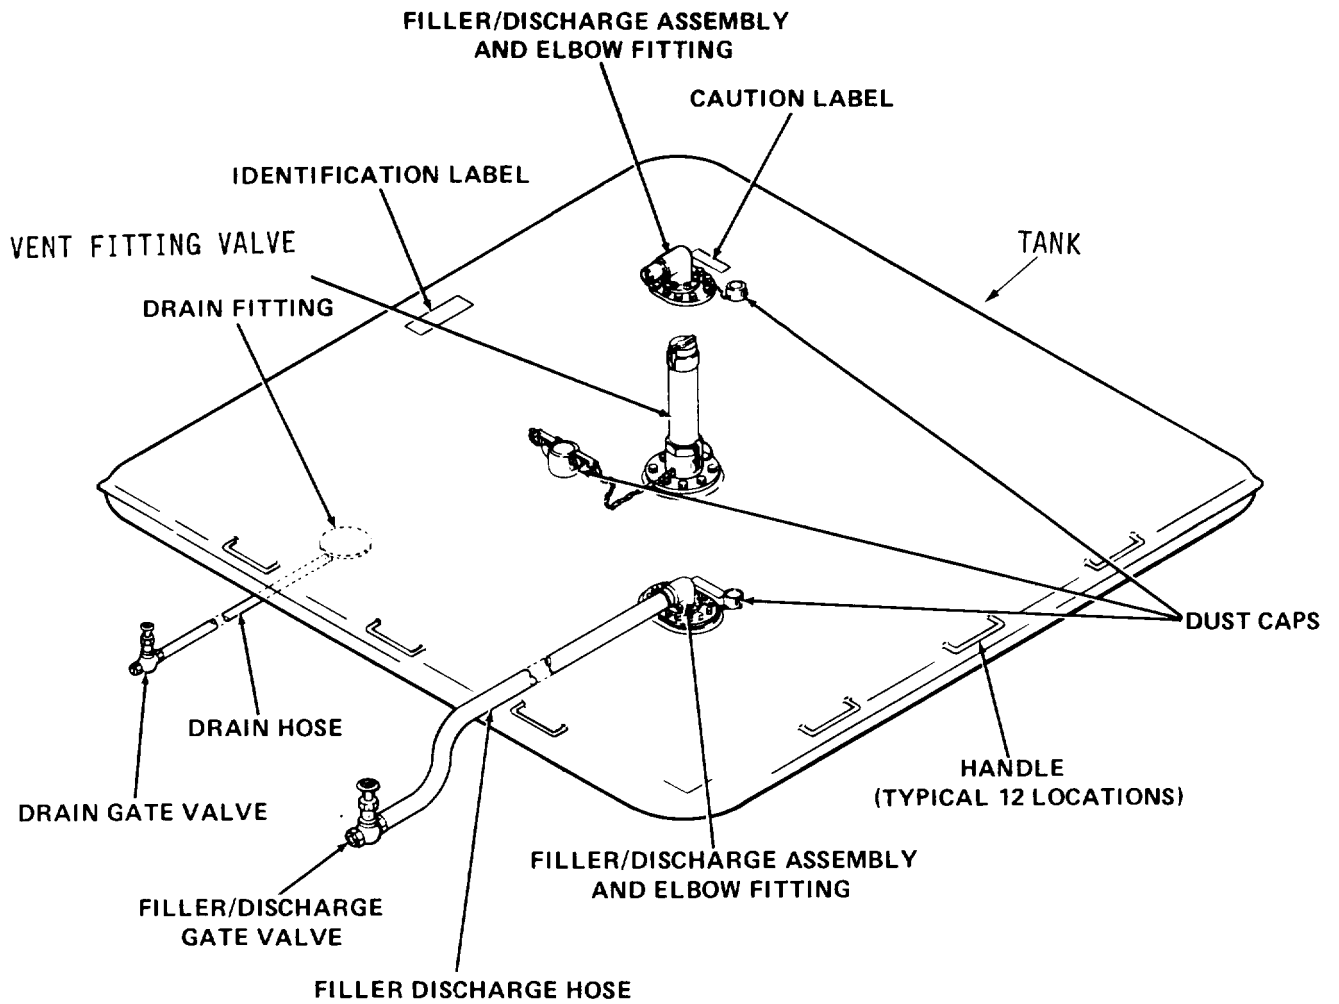 FILLER/DISCHARGE ASSEMBLY
AND ELBOW FITTING
CAUTION LABEL
IDENTIFICATION LABEL
VENT FITTING VALVE
TANK
DRAIN FITTING
DUST CAPS
DRAIN HOSE
HANDLE
(TYPICAL 12 LOCATIONS)
DRAIN GATE VALVE
FILLER/DISCHARGE ASSEMBLY
AND ELBOW FITTING
FILLER/DISCHARGE
GATE VALVE
FILLER DISCHARGE HOSE